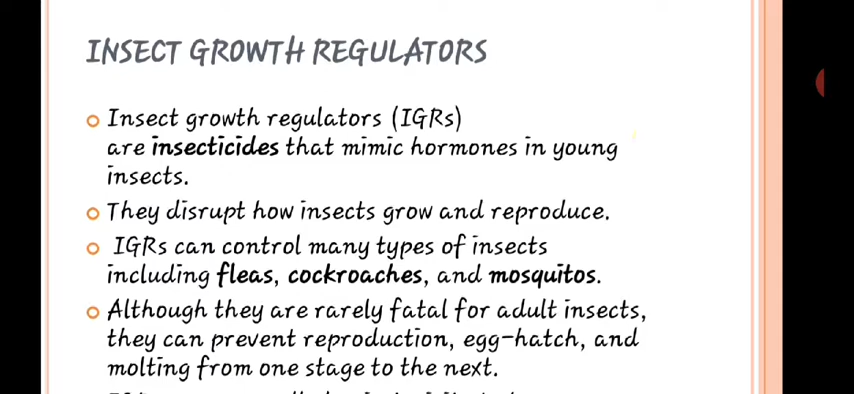 INSECT GROWTH REGULATORS
Insect growth regulators (IGRs)
are insecticides that mimic hormones in young
insects.
They disrupt how insects grow and reproduce.
IGRs can control many types of insects
including fleas, cockroaches, and mosquitos.
Although they are rarely fatal for adult insects,
they can prevent reproduction, egg-hatch, and
molting from one stage to the next.